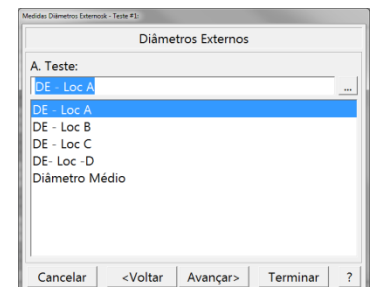 Medidas Diâmetros Externosk - Teste #1:
Diâmetros Externos
A. Teste:
DE - Loc A
...
DE - Loc A
DE - Loc B
DE - Loc C
DE- Loc -D
Diâmetro Médio
Cancelar <Voltar Avançar> Terminar ?